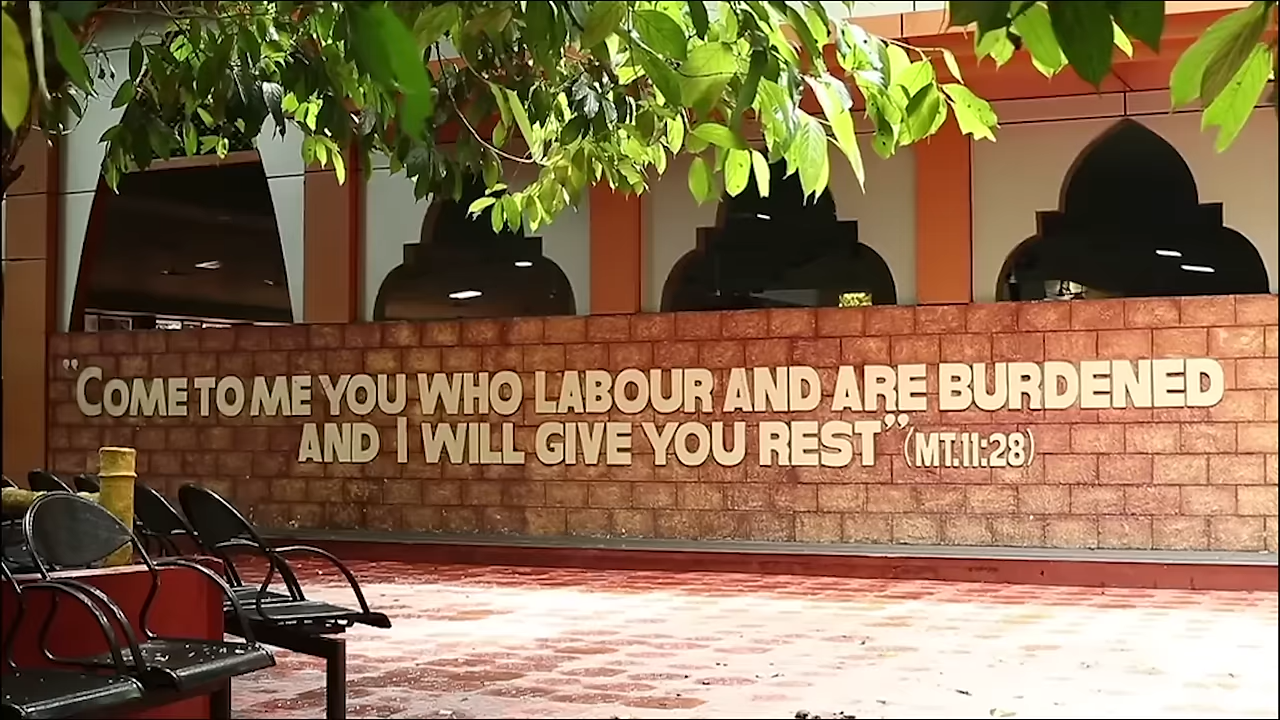 "COME TO ME YOU WHO LABOUR AND ARE BURDENED
AND I WILL GIVE YOU REST" (MT.11:28)